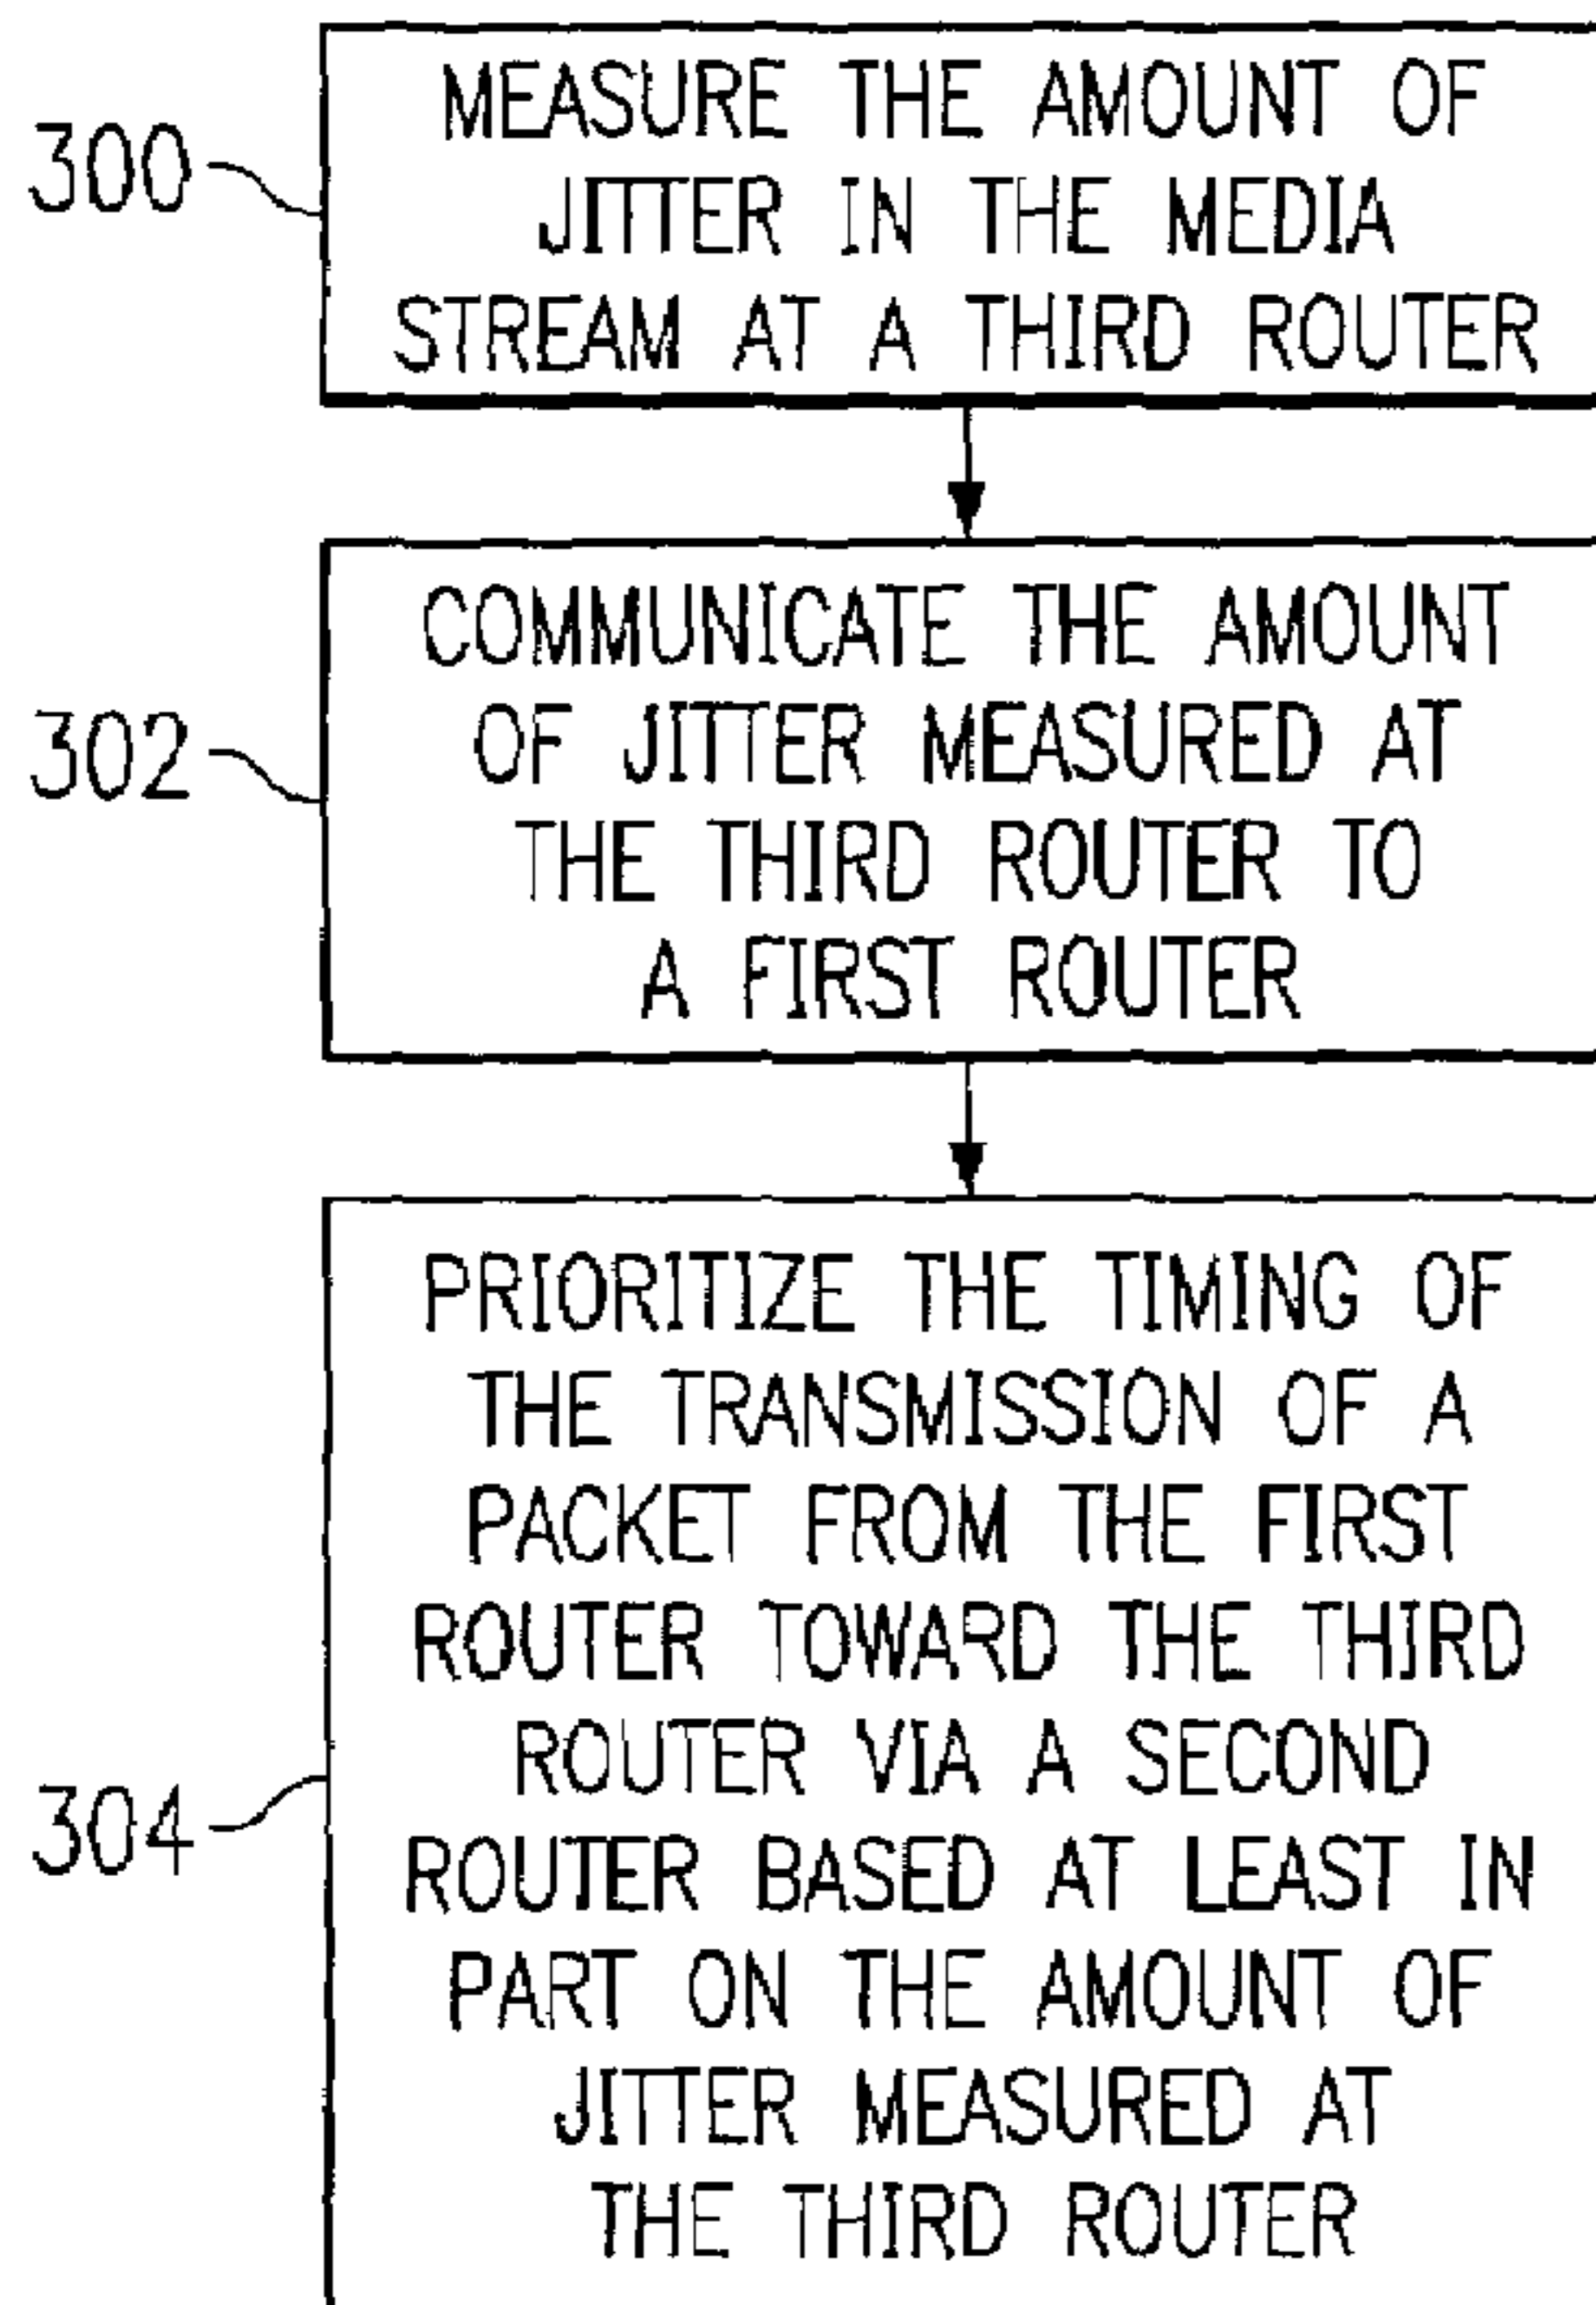 300
MEASURE THE AMOUNT OF
JITTER IN THE MEDIA
STREAM AT A THIRD ROUTER
302
COMMUNICATE THE AMOUNT
OF JITTER MEASURED AT
THE THIRD ROUTER TO
A FIRST ROUTER
304
PRIORITIZE THE TIMING OF
THE TRANSMISSION OF A
PACKET FROM THE FIRST
ROUTER TOWARD THE THIRD
ROUTER VIA A SECOND
ROUTER BASED AT LEAST IN
PART ON THE AMOUNT OF
JITTER MEASURED AT
THE THIRD ROUTER